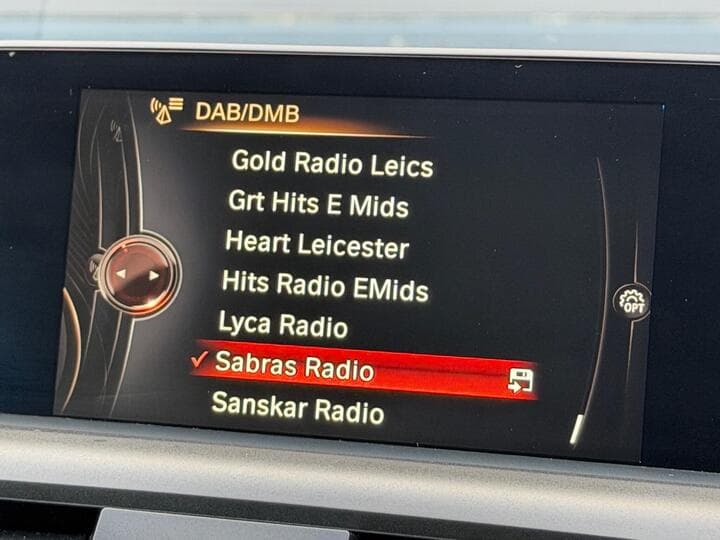 DAB/DMB
Gold Radio Leics
Grt Hits E Mids
Heart Leicester
Hits Radio EMids
Lyca Radio
Sabras Radio
Sanskar Radio
OPT